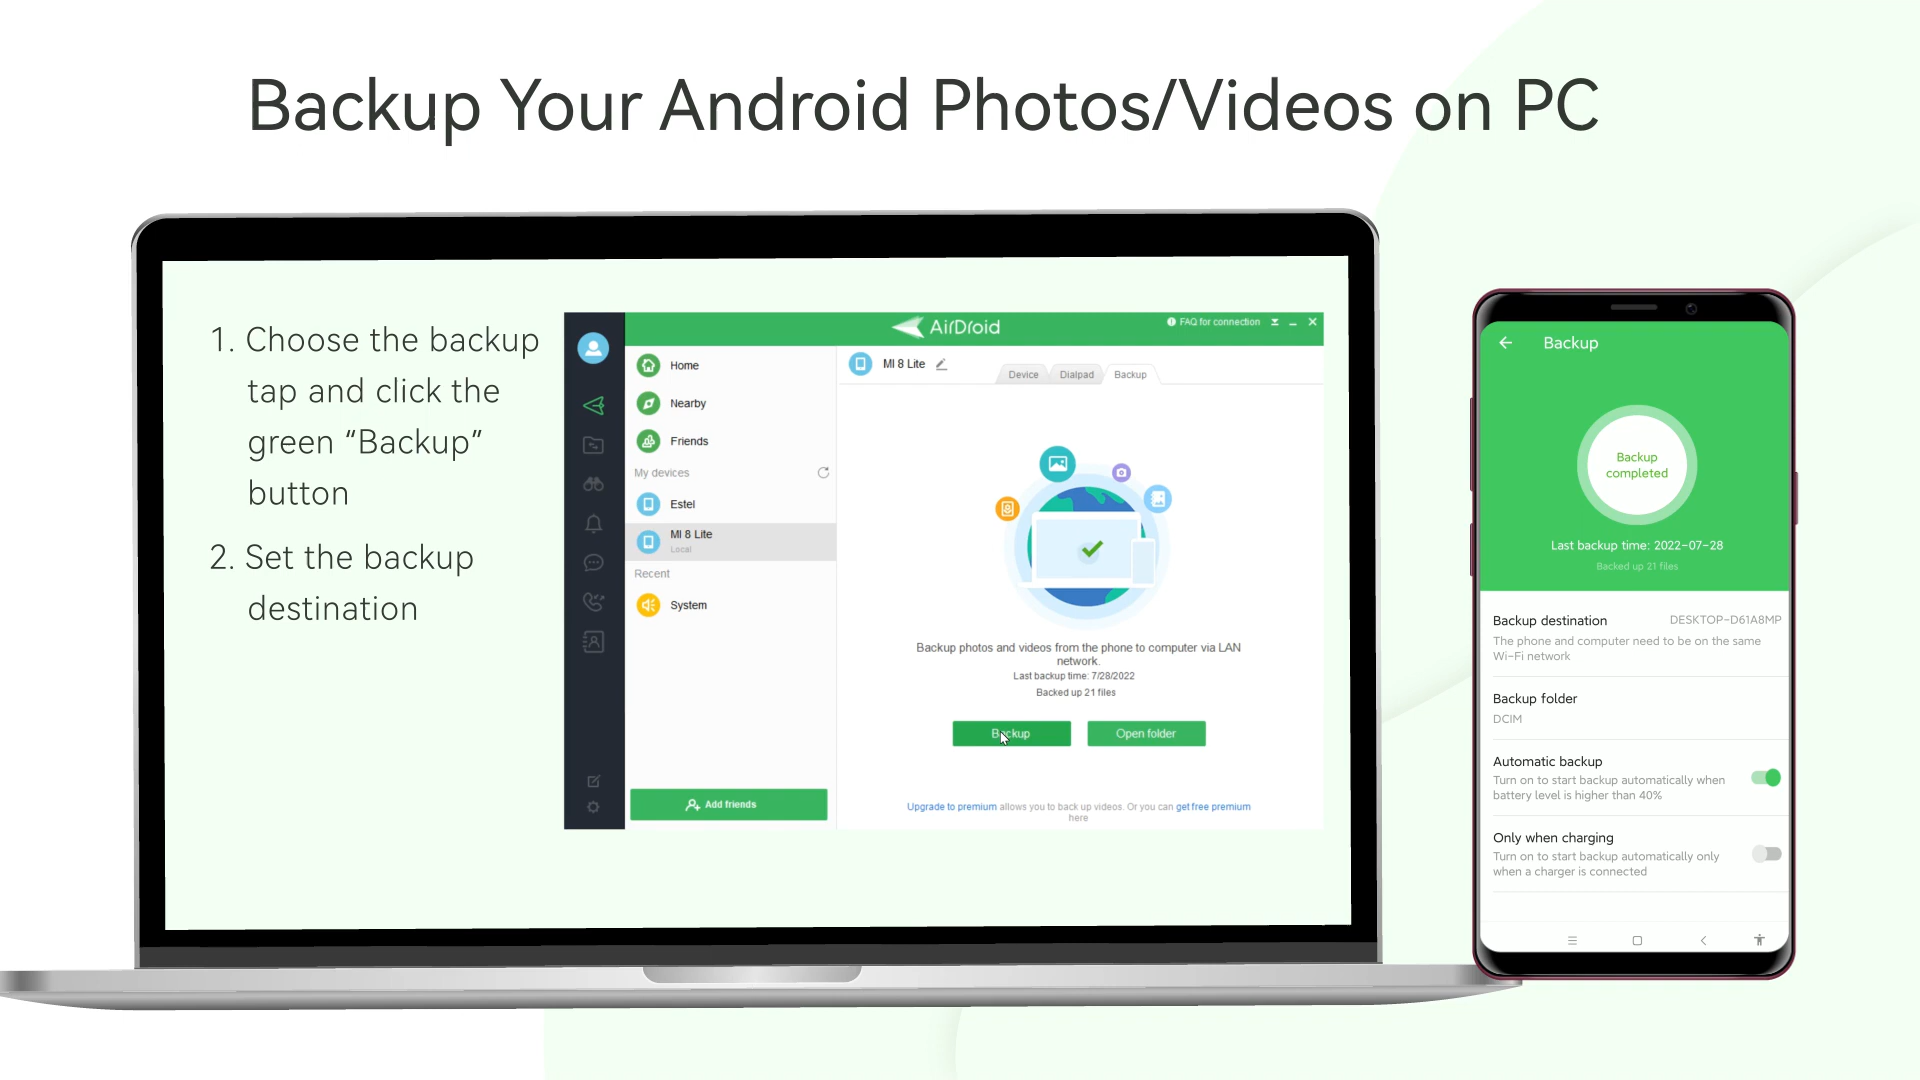 Backup Your Android Photos/Videos on PC
1. Choose the backup
tap and click the
green “Backup”
button
2. Set the backup
destination
AirDroid
FAQ for connection
Home
Nearby
Friends
My devices
Estel
MI 8 Lite
Local
Recent
System
Add friends
MI 8 Lite
Device
Dialpad
Backup
Backup photos and videos from the phone to computer via LAN
network.
Last backup time: 7/28/2022
Backed up 21 files
Backup
Open folder
Upgrade to premium allows you to back up videos. Or you can get free premium
here
Backup
Backup
completed
Last backup time: 2022-07-28
Backed up 21 files
Backup destination DESKTOP-D61A8MP
The phone and computer need to be on the same
Wi-Fi network
Backup folder
DCIM
Automatic backup
Turn on to start backup automatically when
battery level is higher than 40%
Only when charging
Turn on to start backup automatically only
when a charger is connected